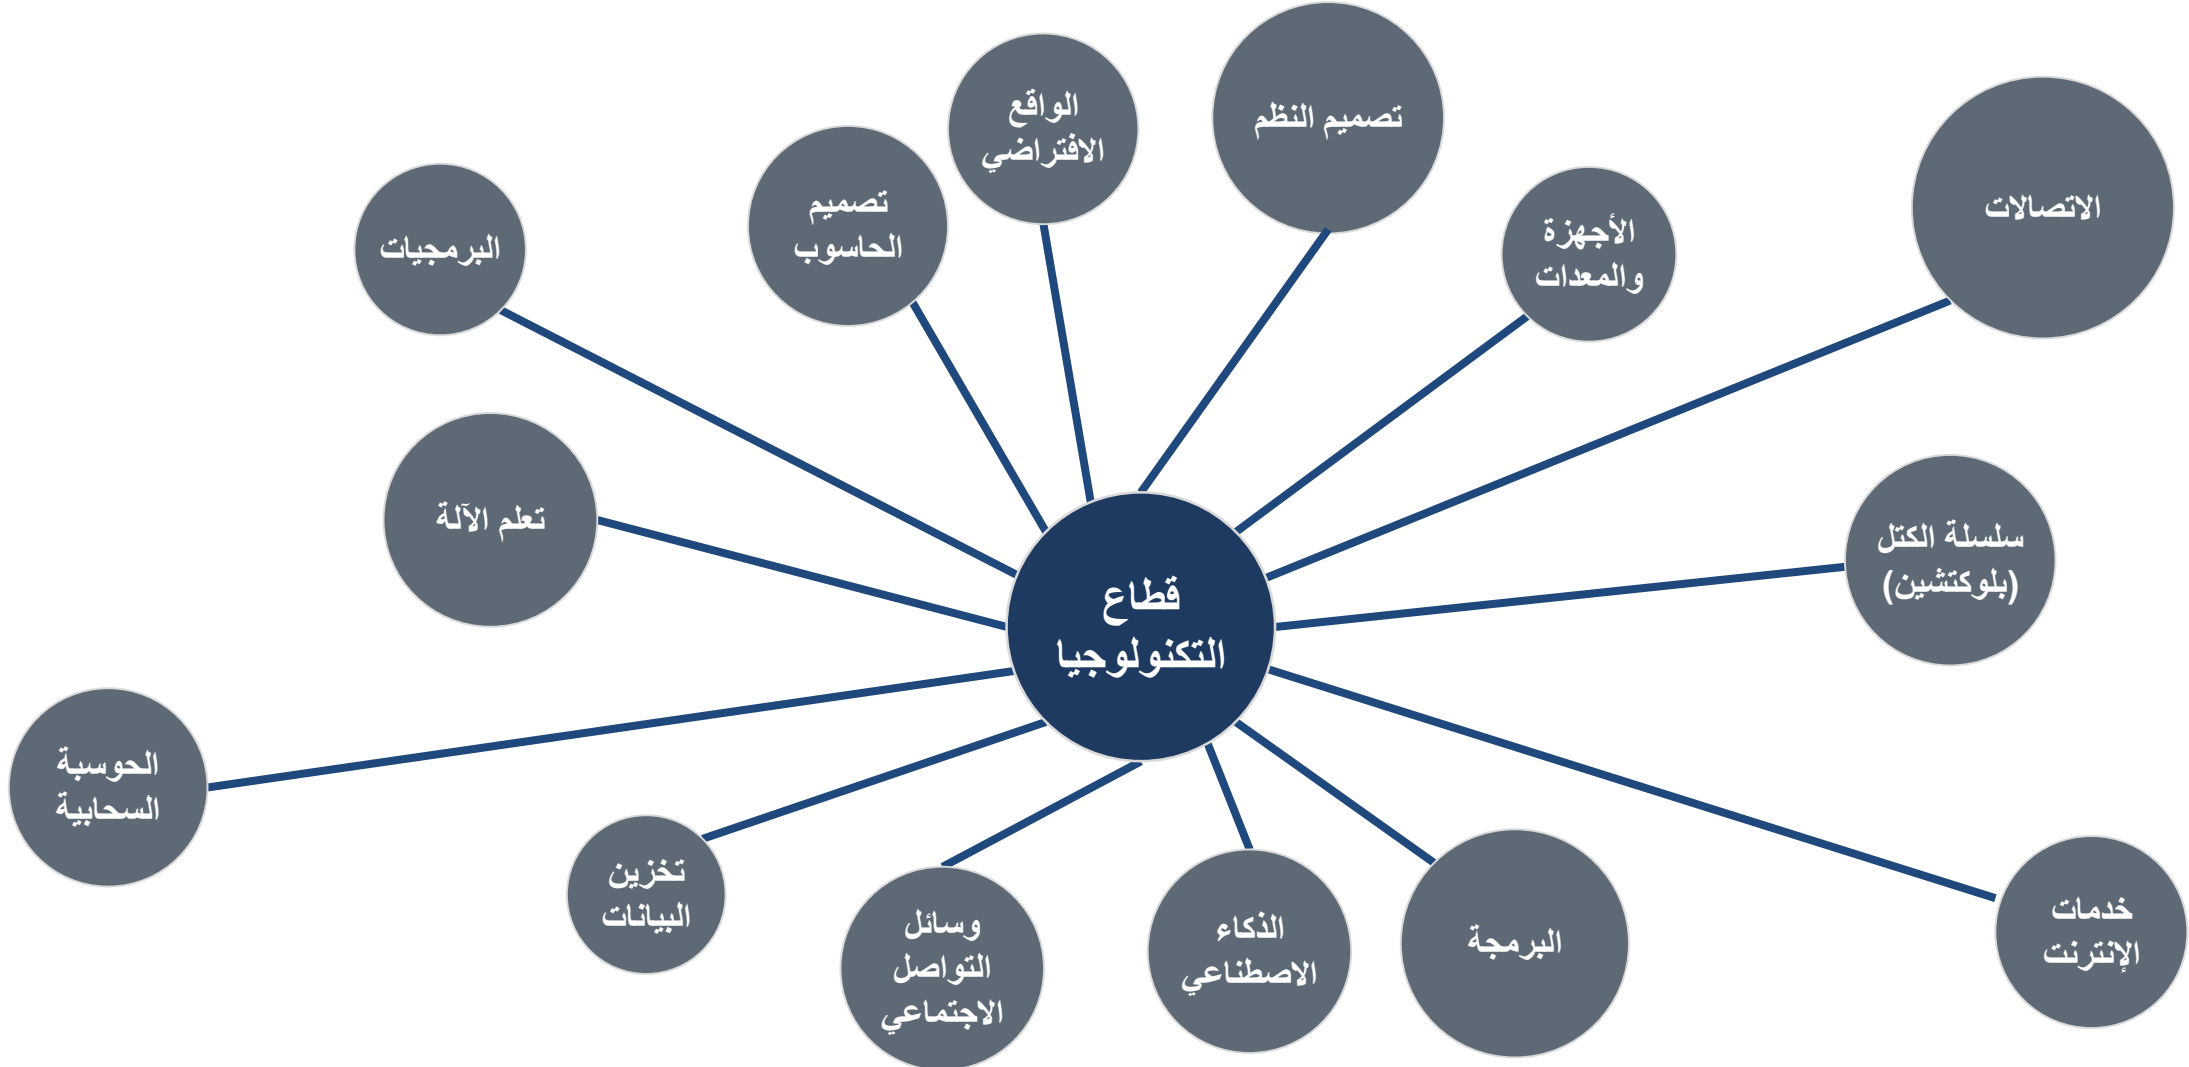 تصميم النظم
الواقع
الافتراضي
الاتصالات
تصميم
الحاسوب
الأجهزة
والمعدات
البرمجيات
تعلم الآلة
سلسلة الكتل
(بلوكتشين)
قطاع
التكنولوجيا
الحوسبة
السحابية
تخزين
البيانات
وسائل
التواصل
الاجتماعي
الذكاء
الاصطناعي
البرمجة
خدمات
الإنترنت